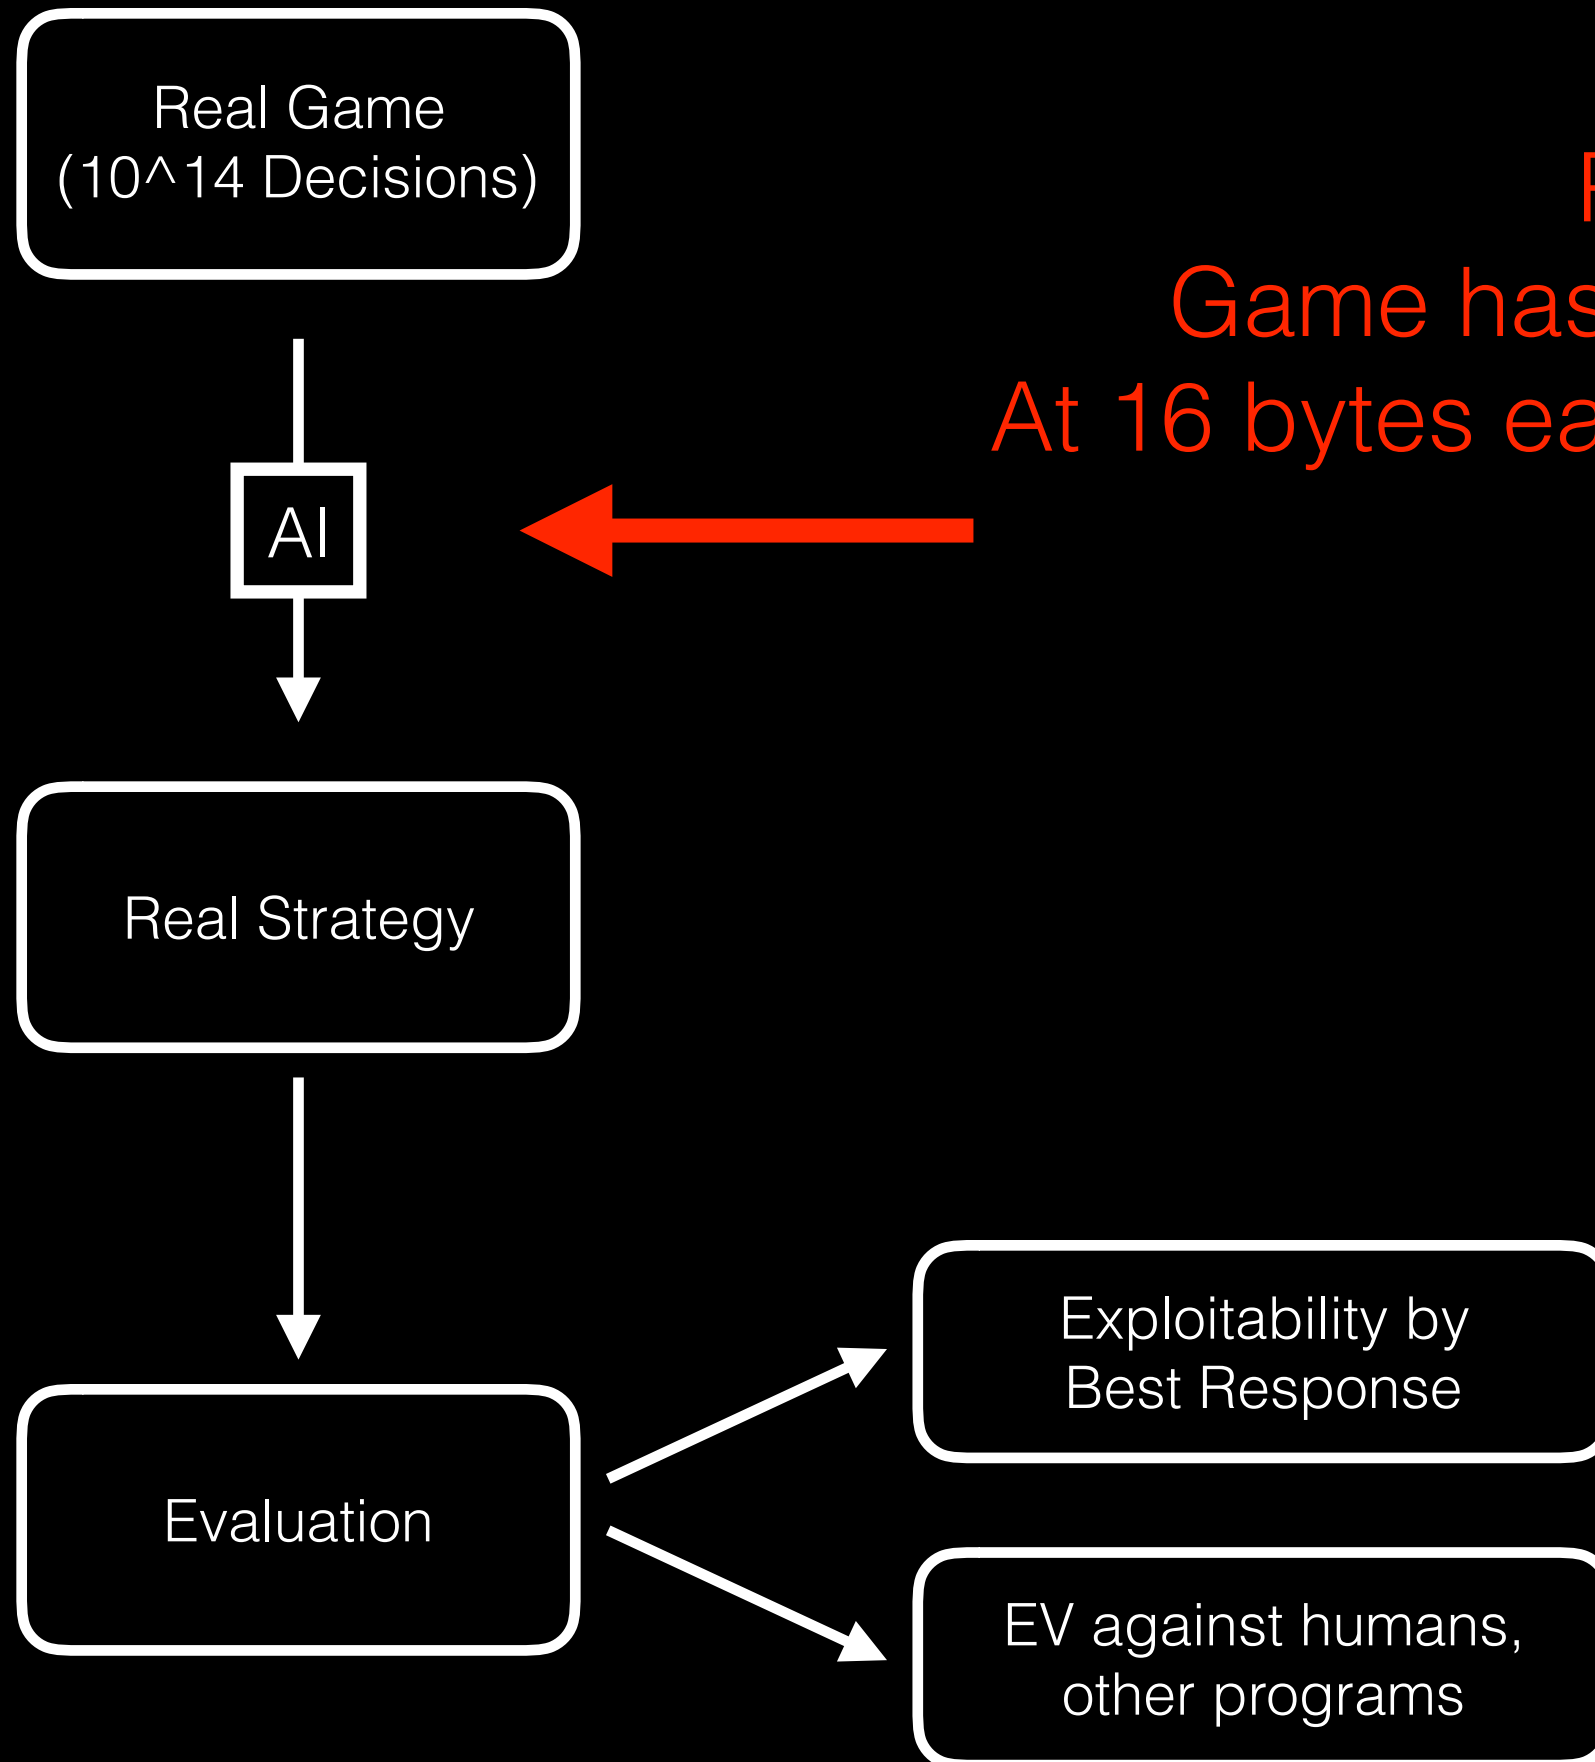 Real Game
(10^14 Decisions)
Game has
At 16 bytes
AI
Real Strategy
Exploitability by
Best Response
Evaluation
EV against humans,
other programs